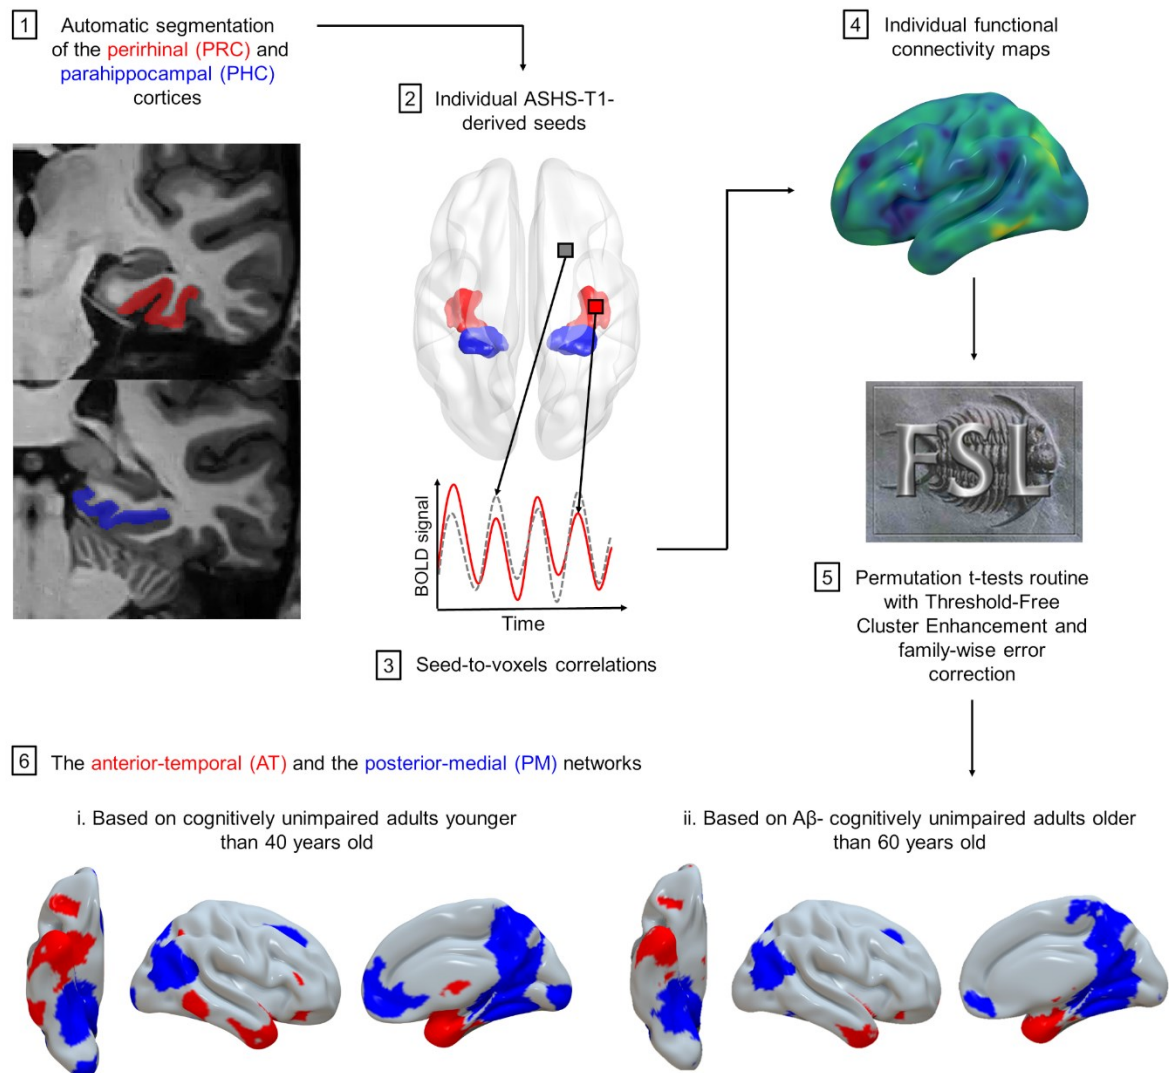 1 Automatic segmentation
of the perirhinal (PRC) and
parahippocampal (PHC)
cortices
2 Individual ASHS-T1-
derived seeds
BOLD signal
Time
3 Seed-to-voxels correlations
4 Individual functional
connectivity maps
FSL
5 Permutation t-tests routine
with Threshold-Free
Cluster Enhancement and
family-wise error
correction
6 The anterior-temporal (AT) and the posterior-medial (PM) networks
i. Based on cognitively unimpaired adults younger
than 40 years old
ii. Based on Aβ- cognitively unimpaired adults older
than 60 years old